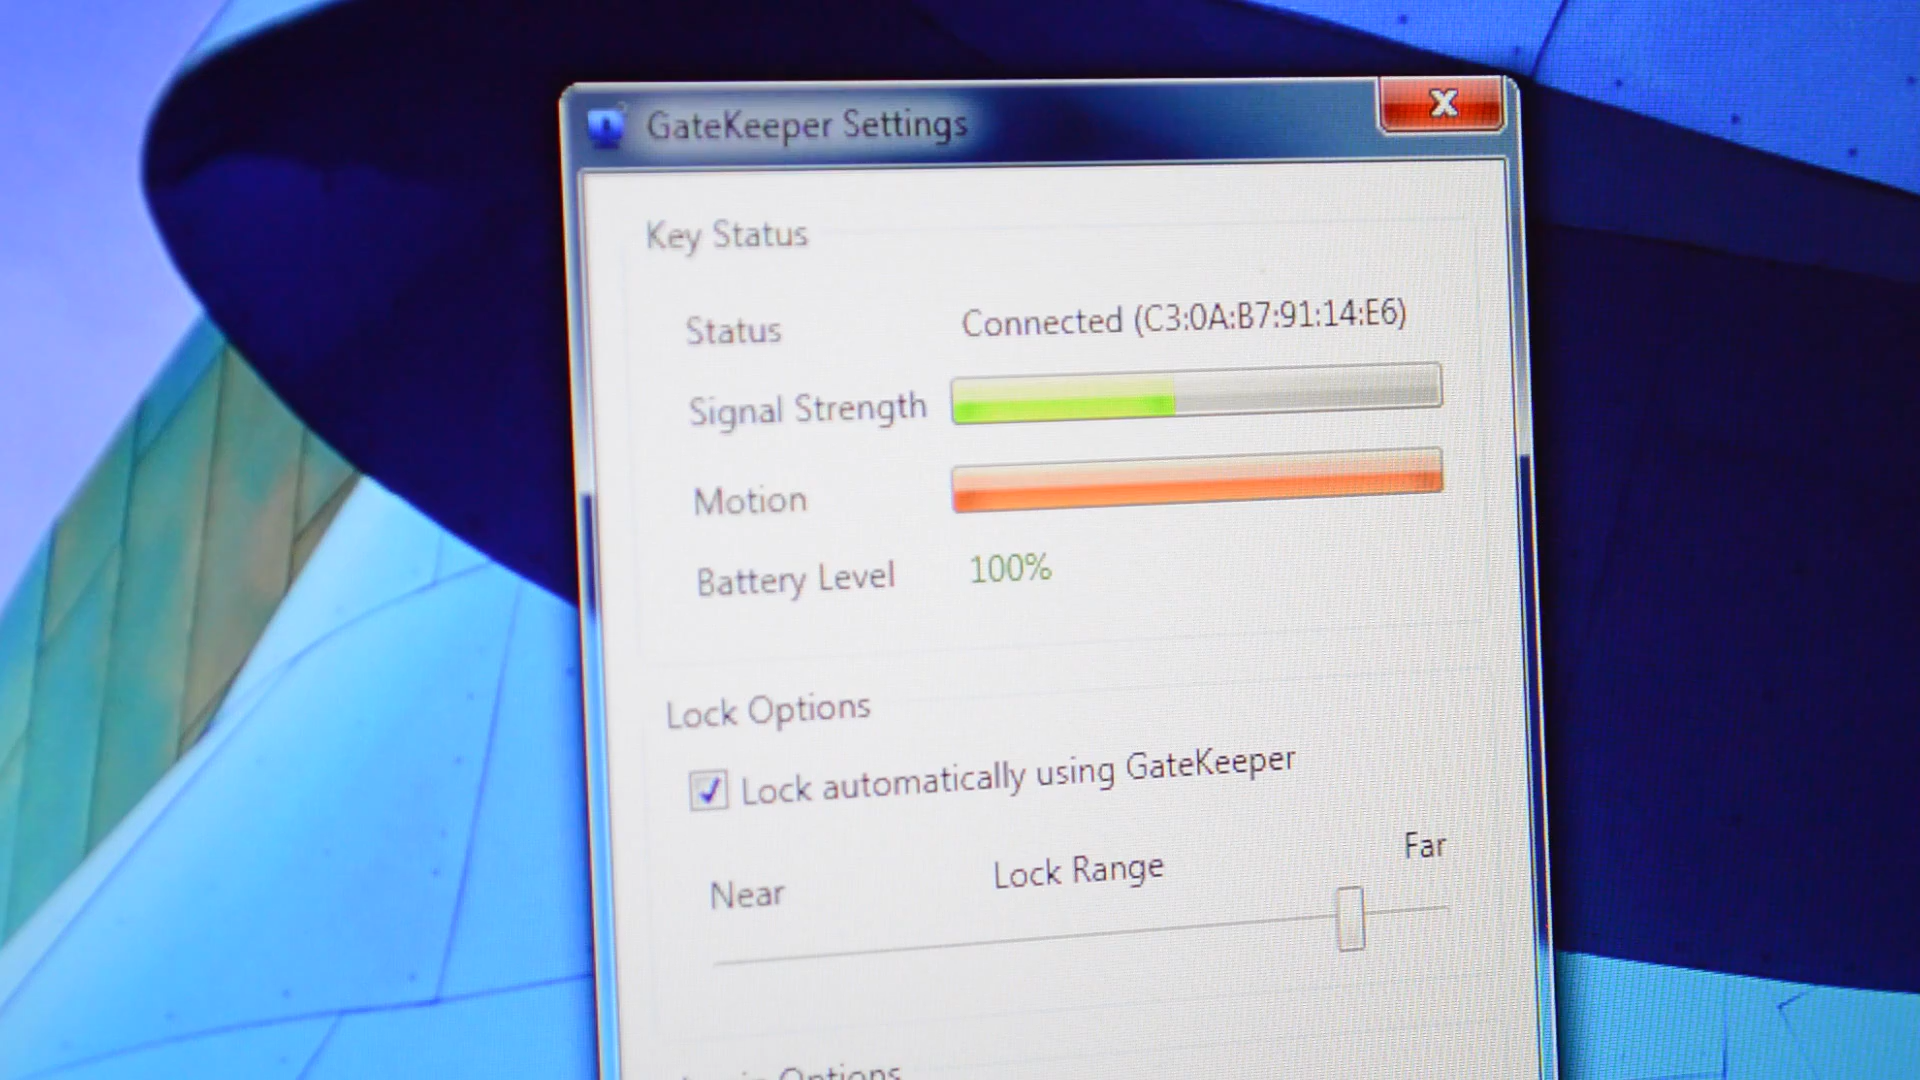 GateKeeper Settings
Key Status
Status Connected (C3:0A:B7:91:14:E6)
Signal Strength
Motion
Battery Level 100%
Lock Options
Lock automatically using GateKeeper
Near Lock Range Far
Options